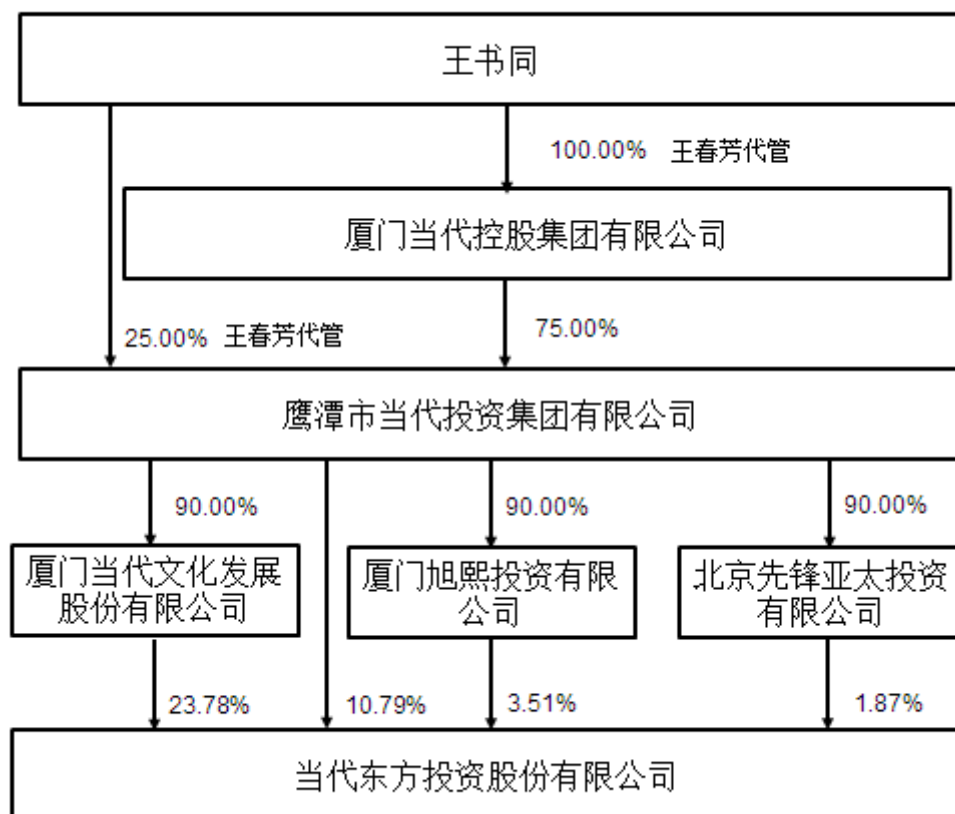 王书同
100.00% 王春芳代管
厦门当代控股集团有限公司
25.00% 王春芳代管
75.00%
鹰潭市当代投资集团有限公司
90.00%
90.00%
90.00%
厦门当代文化发展
股份有限公司
厦门旭熙投资有限
公司
北京先锋亚太投资
有限公司
23.78%
10.79%
3.51%
1.87%
当代东方投资股份有限公司